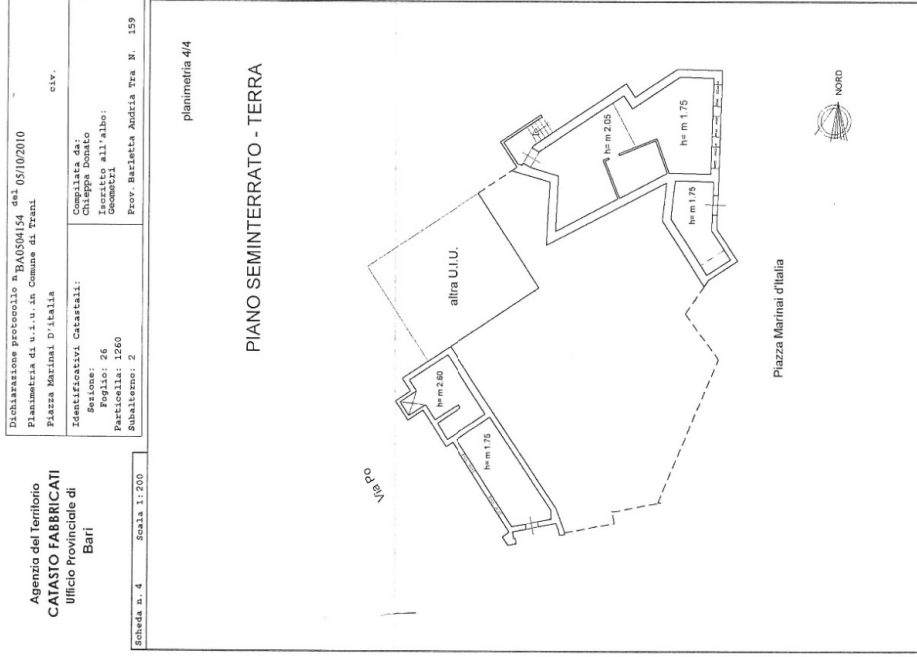 Agenzia del Territorio
CATASTO FABBRICATI
Ufficio Provinciale di
Bari
Dichiarazione protocollo n. BA0504154 del 05/10/2010
Planimetria di u.i.u. in Comune di Trani
Piazza Marinai D'italia civ.
Identificativi Catastali:
Sezione:
Foglio: 26
Particella: 1260
Subalterno: 2
Compilata da:
Chieppa Donato
Iscritto all'albo:
Geometri
Prov. Barletta Andria Tra N. 159
Scheda n. 4 Scala 1:200
planimetria 4/4
PIANO SEMINTERRATO - TERRA
Via Po
altra U.I.U.
h= m 2.60
h= m 1.75
h= m 2.05
h= m 1.75
h= m 1.75
Piazza Marinai d'Italia
NORD